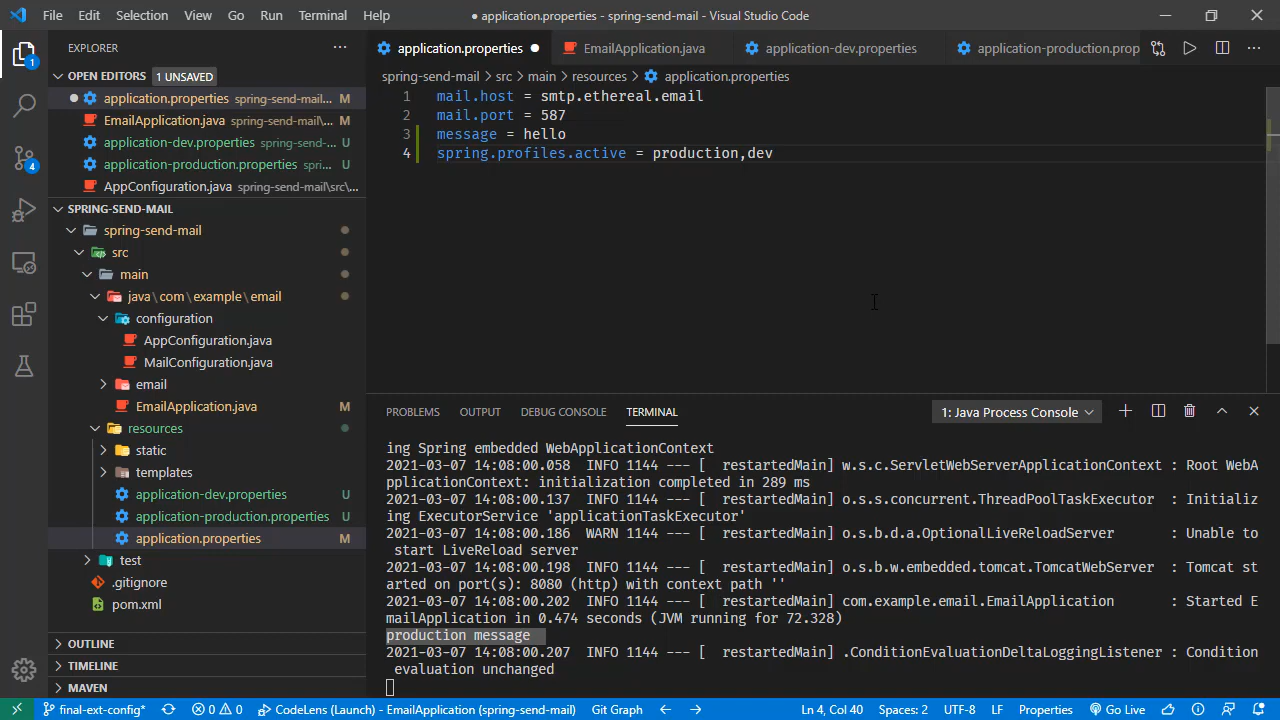 File Edit Selection View Go Run Terminal Help
● application.properties - spring-send-mail - Visual Studio Code
EXPLORER
OPEN EDITORS 1 UNSAVED
application.properties spring-send-mail... M
EmailApplication.java spring-send-mail\... M
application-dev.properties spring-send-m... U
application-production.properties spring-... U
AppConfiguration.java spring-send-mail\src\...
SPRING-SEND-MAIL
spring-send-mail
src
main
java\com\example\email
configuration
AppConfiguration.java
MailConfiguration.java
email
EmailApplication.java M
resources
static
templates
application-dev.properties U
application-production.properties U
application.properties M
test
.gitignore
pom.xml
OUTLINE
TIMELINE
MAVEN
1
4
application.properties EmailApplication.java application-dev.properties application-production.prop
spring-send-mail > src > main > resources > application.properties
1 mail.host = smtp.ethereal.email
2 mail.port = 587
3 message = hello
4 spring.profiles.active = production,dev
PROBLEMS OUTPUT DEBUG CONSOLE TERMINAL 1: Java Process Console
ing Spring embedded WebApplicationContext
2021-03-07 14:08:00.058 INFO 1144 --- [ restartedMain] w.s.c.ServletWebServerApplicationContext : Root WebA
pplicationContext: initialization completed in 289 ms
2021-03-07 14:08:00.137 INFO 1144 --- [ restartedMain] o.s.s.concurrent.ThreadPoolTaskExecutor : Initializ
ing ExecutorService 'applicationTaskExecutor'
2021-03-07 14:08:00.186 WARN 1144 --- [ restartedMain] o.s.b.d.a.OptionalLiveReloadServer : Unable to
start LiveReload server
2021-03-07 14:08:00.198 INFO 1144 --- [ restartedMain] o.s.b.w.embedded.tomcat.TomcatWebServer : Tomcat st
arted on port(s): 8080 (http) with context path ''
2021-03-07 14:08:00.202 INFO 1144 --- [ restartedMain] com.example.email.EmailApplication : Started E
mailApplication in 0.474 seconds (JVM running for 72.328)
production message
2021-03-07 14:08:00.207 INFO 1144 --- [ restartedMain] .ConditionEvaluationDeltaLoggingListener : Condition
evaluation unchanged
final-ext-config* 0 0 CodeLens (Launch) - EmailApplication (spring-send-mail) Git Graph Ln 4, Col 40 Spaces: 2 UTF-8 LF Properties Go Live